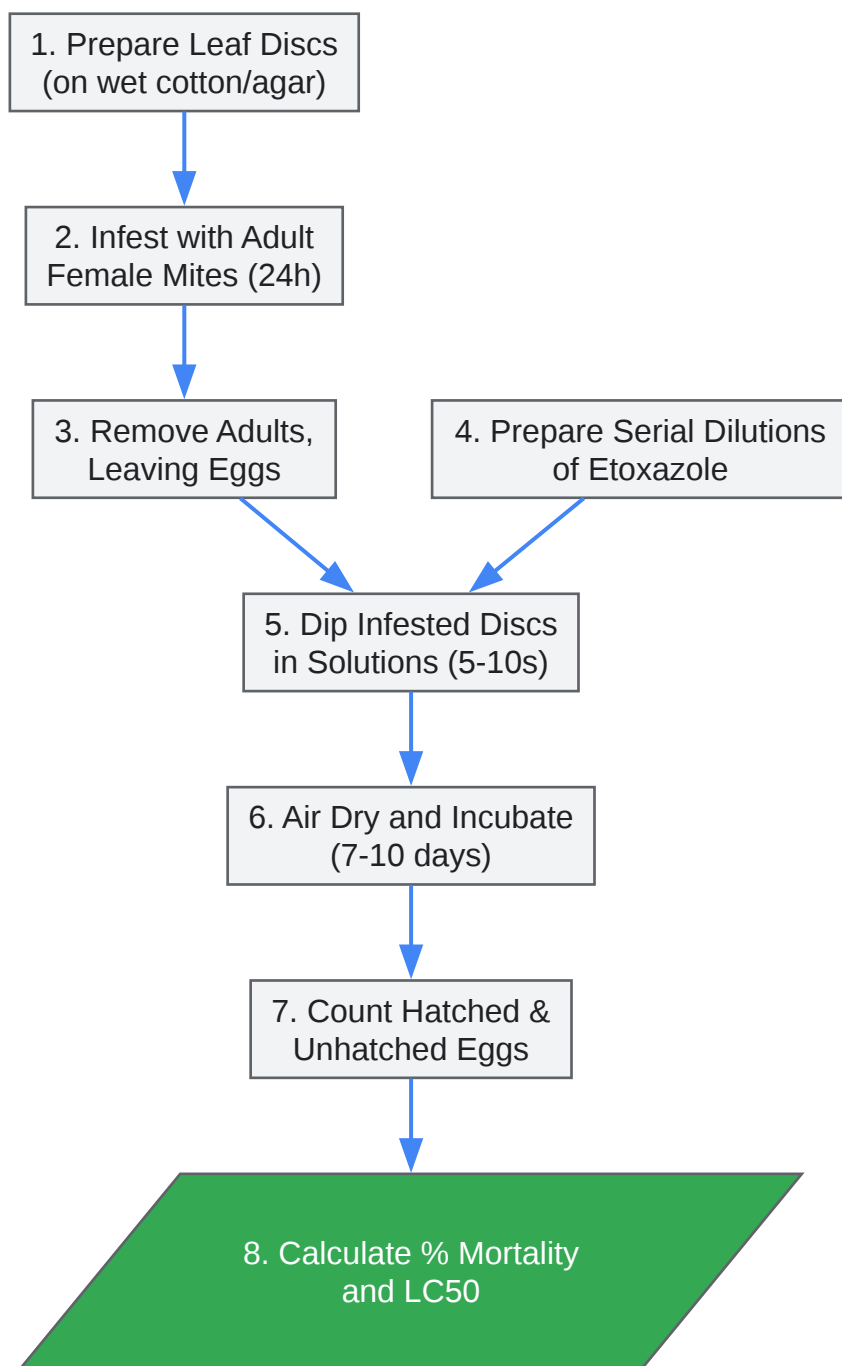 1. Prepare Leaf Discs
(on wet cotton/agar)
2. Infest with Adult
Female Mites (24h)
3. Remove Adults,
Leaving Eggs
4. Prepare Serial Dilutions
of Etoxazole
5. Dip Infested Discs
in Solutions (5-10s)
6. Air Dry and Incubate
(7-10 days)
7. Count Hatched &
Unhatched Eggs
8. Calculate % Mortality
and LC50